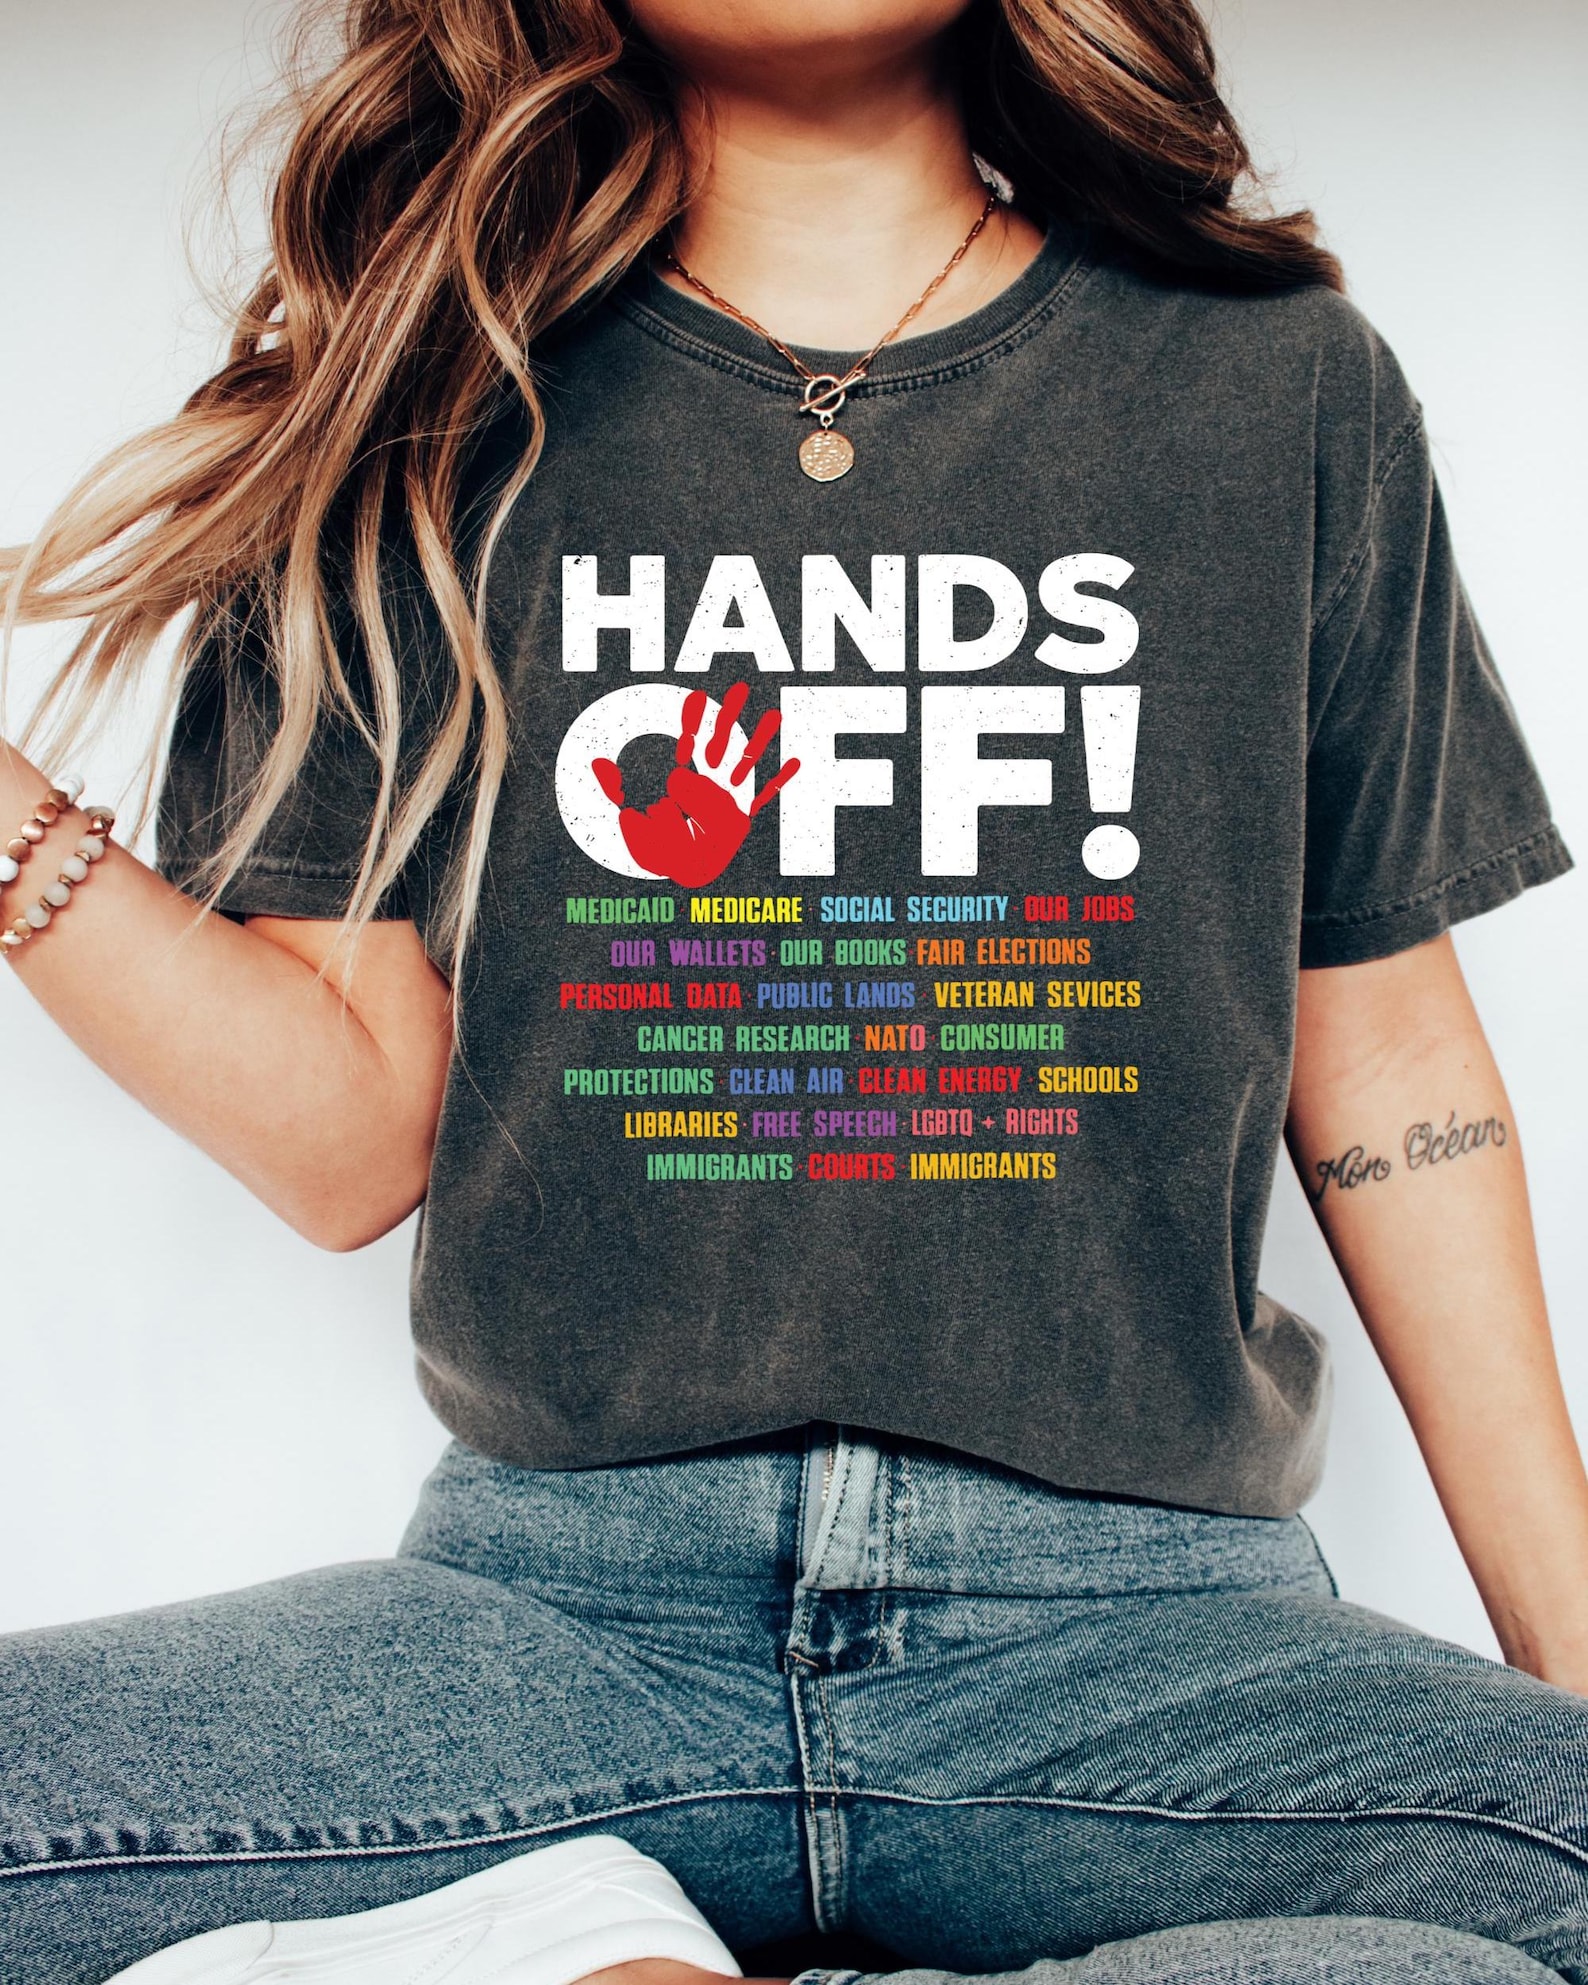 HANDS
OFF!
MEDICAID · MEDICARE · SOCIAL SECURITY · OUR JOBS
OUR WALLETS · OUR BOOKS · FAIR ELECTIONS
PERSONAL DATA · PUBLIC LANDS · VETERAN SEVICES
CANCER RESEARCH · NATO · CONSUMER
PROTECTIONS · CLEAN AIR · CLEAN ENERGY · SCHOOLS
LIBRARIES · FREE SPEECH · LGBTQ + RIGHTS
IMMIGRANTS · COURTS · IMMIGRANTS
Mon Océan